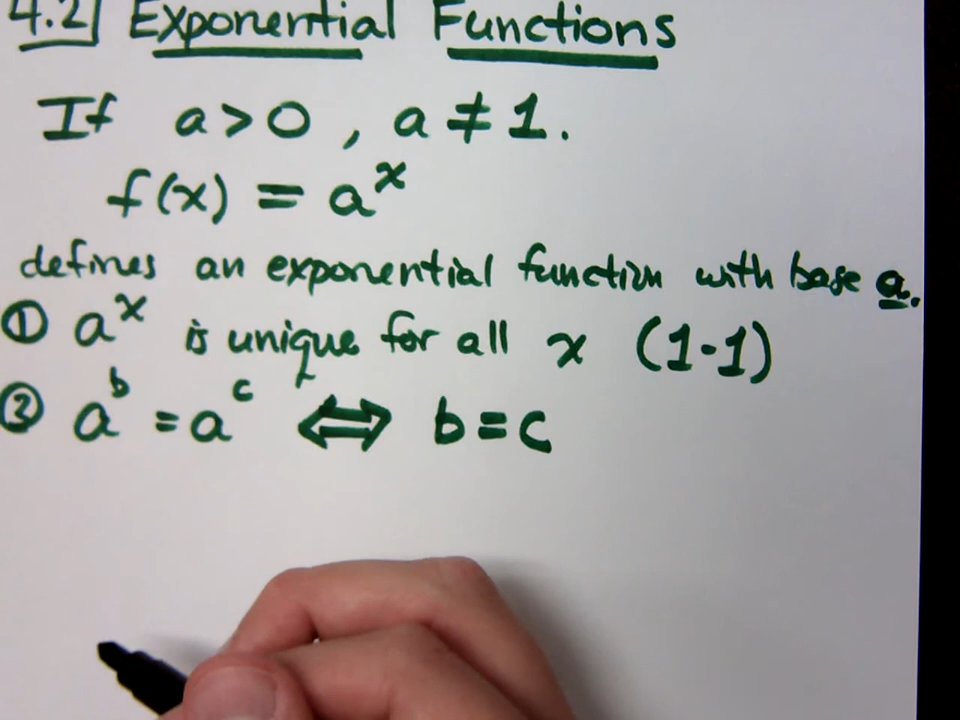 4.2 Exponential Functions
If a > 0 , a ≠ 1.
f(x) = a^x
defines an exponential function with base a.
① a^x is unique for all x (1-1)
② a^b = a^c ⟺ b = c